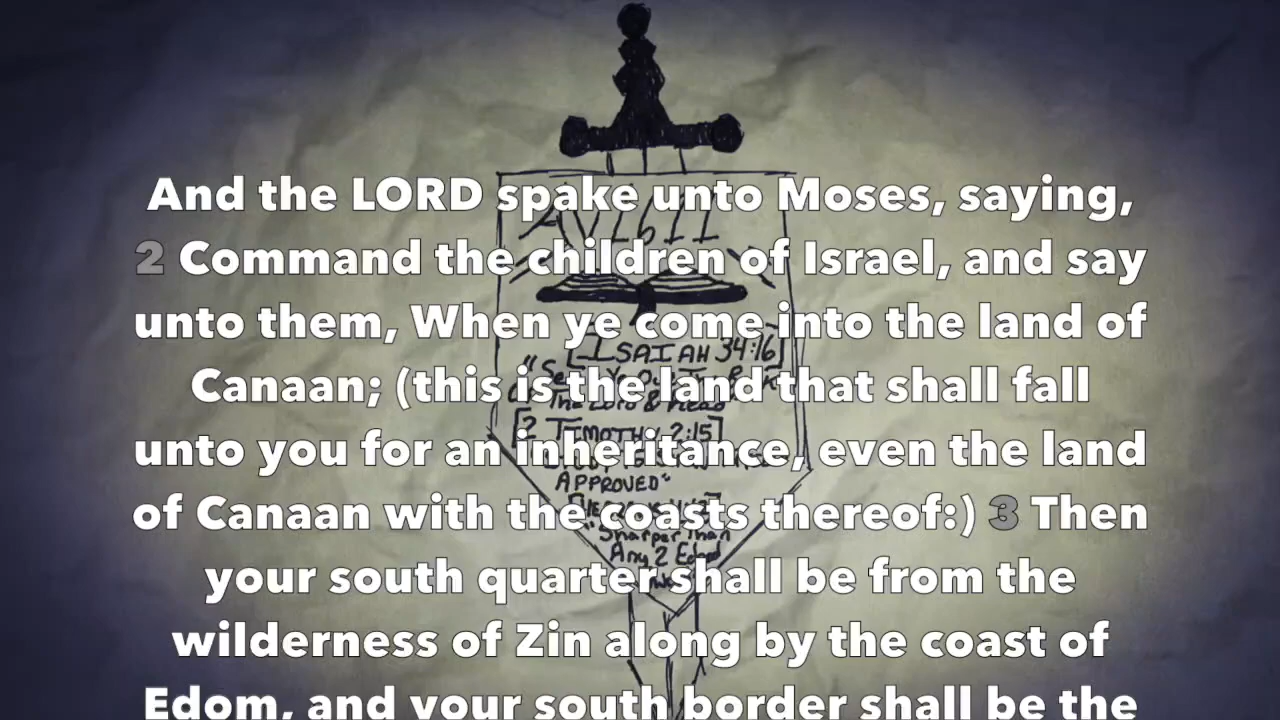 And the LORD spake unto Moses, saying,
2 Command the children of Israel, and say
unto them, When ye come into the land of
Canaan; (this is the land that shall fall
unto you for an inheritance, even the land
of Canaan with the coasts thereof:) 3 Then
your south quarter shall be from the
wilderness of Zin along by the coast of
Edom, and your south border shall be the
AV1611
[ISAIAH 34:16]
The Lord & Read
[2 TIMOTHY 2:15]
APPROVED"
"Sharper Than
Any 2 Edged